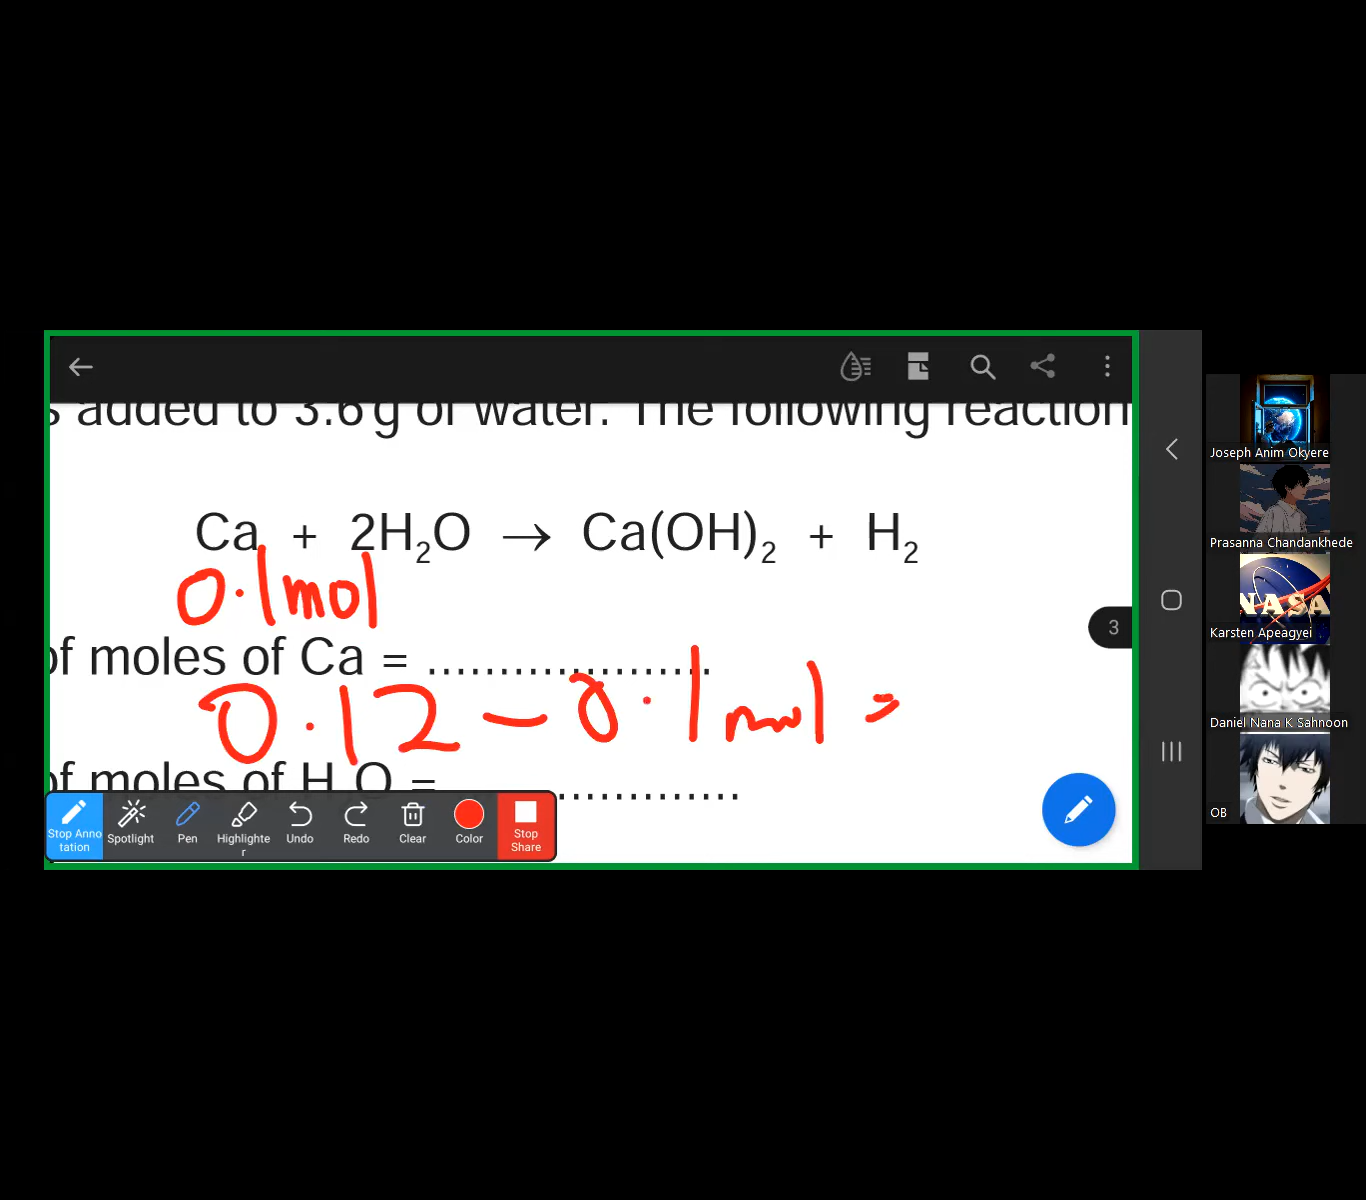 s added to 3.6 g of water. The following reaction
Ca + 2H₂O → Ca(OH)₂ + H₂
0.1mol
of moles of Ca = ....................
0.12 - 0.1mol =
of moles of H O = ....................
3
Stop Annotation
Spotlight
Pen
Highlighter
Undo
Redo
Clear
Color
Stop Share
Joseph Anim Okyere
Prasanna Chandankhede
NASA
Karsten Apeagyei
Daniel Nana K Sahnoon
OB